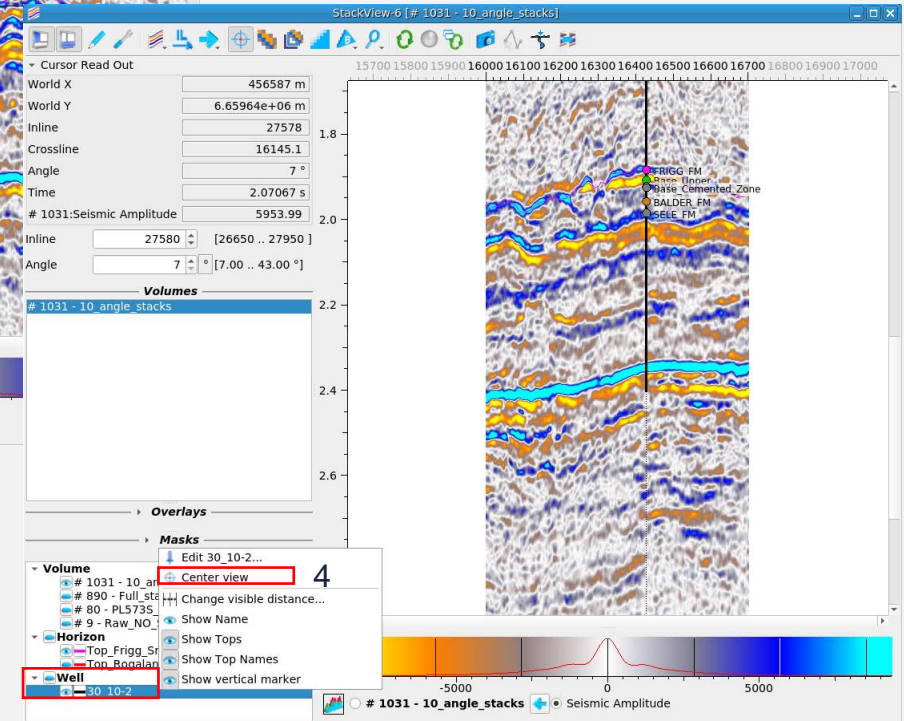 StackView-6 [# 1031 - 10_angle_stacks]
Cursor Read Out
World X 456587 m
World Y 6.65964e+06 m
Inline 27578
Crossline 16145.1
Angle 7 °
Time 2.07067 s
# 1031:Seismic Amplitude 5953.99
Inline 27580 [26650 .. 27950 ]
Angle 7 ° [7.00 .. 43.00 °]
Volumes
# 1031 - 10_angle_stacks
Overlays
Masks
Volume
# 1031 - 10_an
# 890 - Full_sta
# 80 - PL573S_
# 9 - Raw_NO_
Horizon
Top_Frigg_Sr
Top_Rogalan
Well
30_10-2
Edit 30_10-2...
Center view
4
Change visible distance...
Show Name
Show Tops
Show Top Names
Show vertical marker
15700 15800 15900 16000 16100 16200 16300 16400 16500 16600 16700 16800 16900 17000
1.8
2.0
2.2
2.4
2.6
FRIGG_FM
Base_Upper
Base_Cemented_Zone
BALDER_FM
SELE_FM
-5000 0 5000
# 1031 - 10_angle_stacks Seismic Amplitude